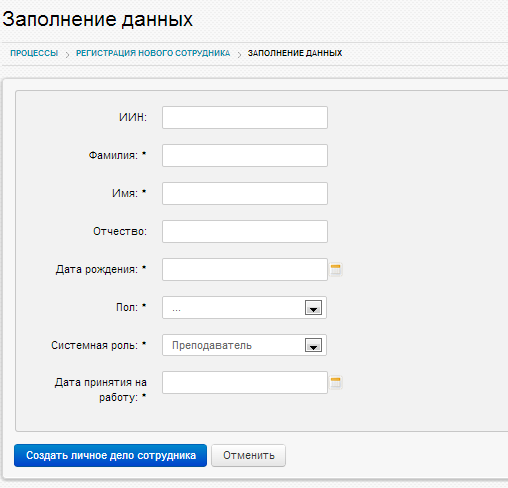 Заполнение данных
ПРОЦЕССЫ > РЕГИСТРАЦИЯ НОВОГО СОТРУДНИКА > ЗАПОЛНЕНИЕ ДАННЫХ
ИИН:
Фамилия: *
Имя: *
Отчество:
Дата рождения: *
Пол: * ...
Системная роль: * Преподаватель
Дата принятия на
работу: *
Создать личное дело сотрудника Отменить